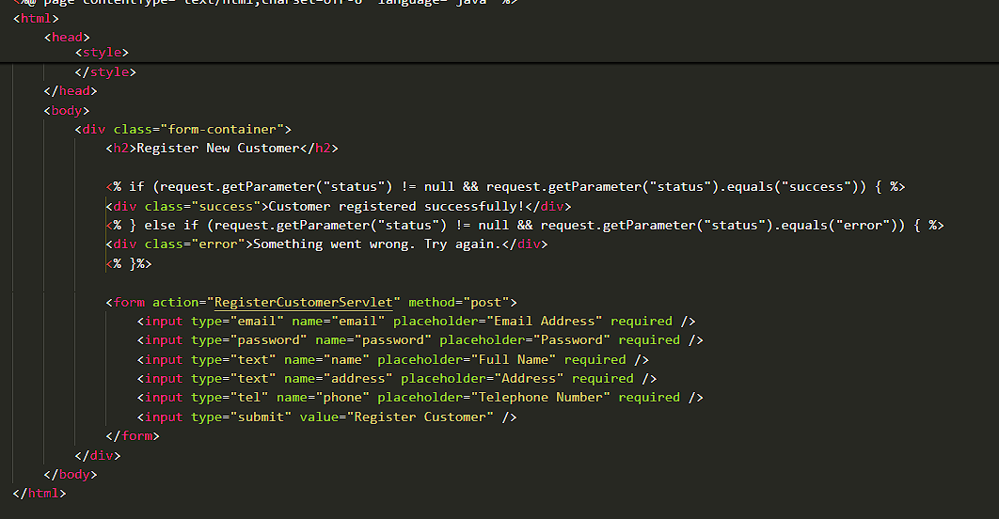 <%@ page contentType="text/html;charset=UTF-8" language="java" %>
<html>
<head>
<style>
</style>
</head>
<body>
<div class="form-container">
<h2>Register New Customer</h2>
<% if (request.getParameter("status") != null && request.getParameter("status").equals("success")) { %>
<div class="success">Customer registered successfully!</div>
<% } else if (request.getParameter("status") != null && request.getParameter("status").equals("error")) { %>
<div class="error">Something went wrong. Try again.</div>
<% }%>
<form action="RegisterCustomerServlet" method="post">
<input type="email" name="email" placeholder="Email Address" required />
<input type="password" name="password" placeholder="Password" required />
<input type="text" name="name" placeholder="Full Name" required />
<input type="text" name="address" placeholder="Address" required />
<input type="tel" name="phone" placeholder="Telephone Number" required />
<input type="submit" value="Register Customer" />
</form>
</div>
</body>
</html>